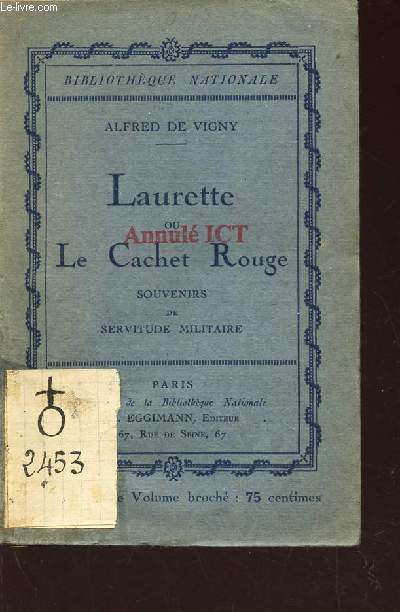 Le-livre.com
BIBLIOTHÈQUE NATIONALE
ALFRED DE VIGNY
Laurette
OU
Annulé ICT
Le Cachet Rouge
SOUVENIRS
DE
SERVITUDE MILITAIRE
PARIS
de la Bibliothèque Nationale
EGGIMANN, EDITEUR
67, RUE DE SEINE, 67
2453
Volume broché : 75 centimes